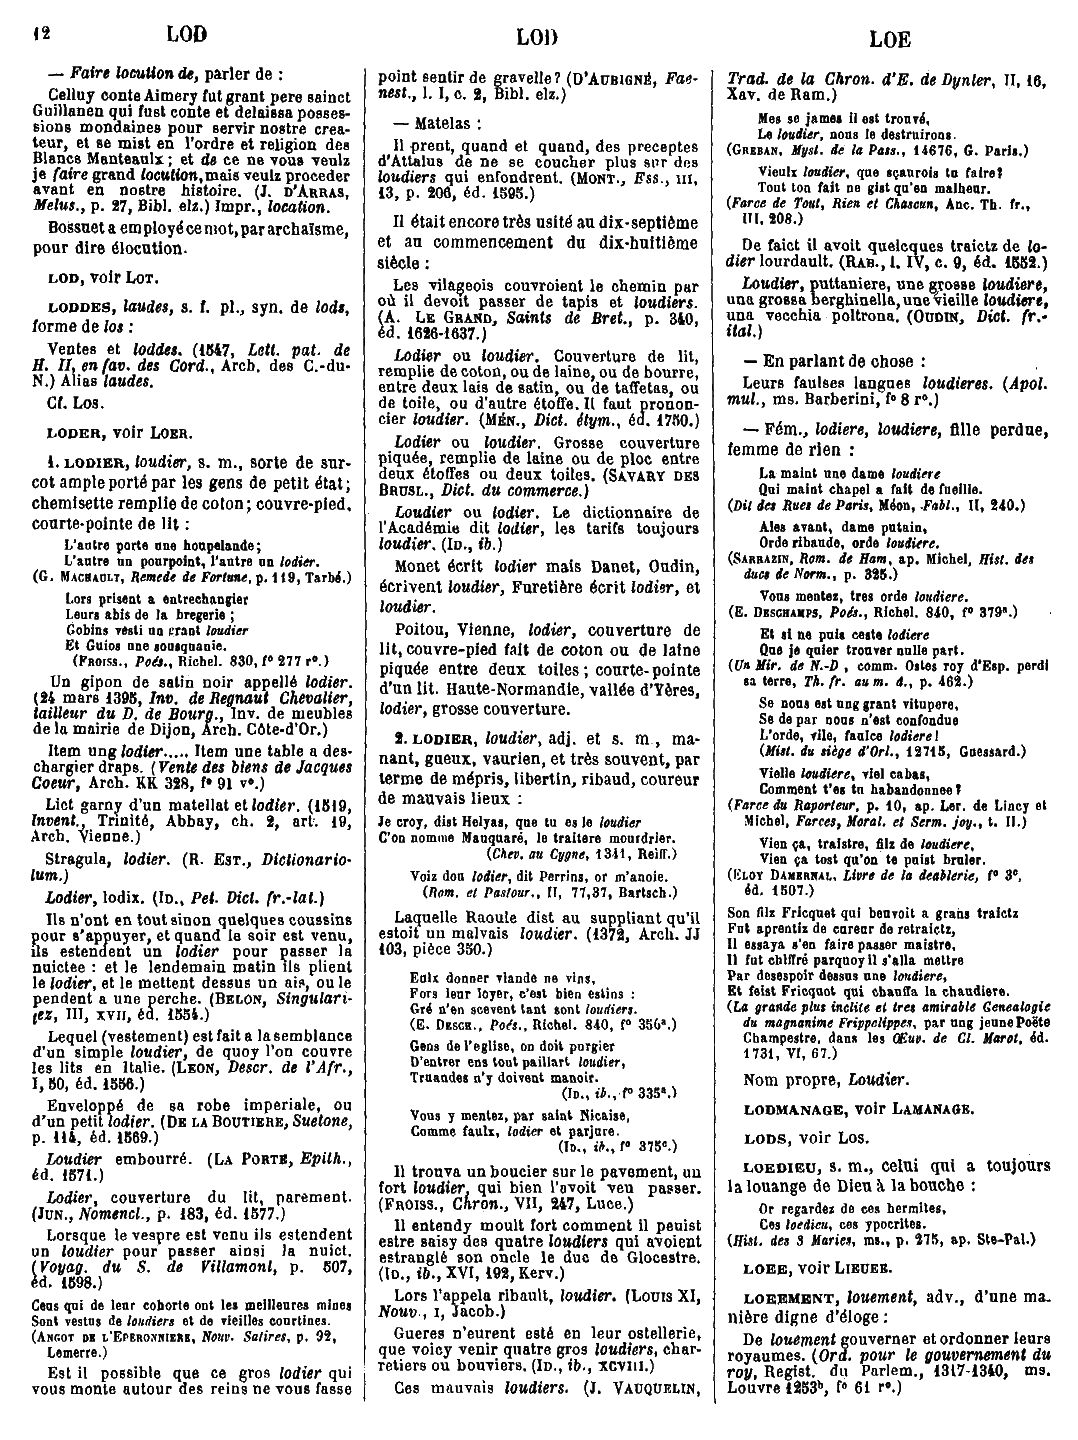 12 LOD
LOD
LOE
— Faire locution de, parler de :
Celluy conte Aimery fut grant pere sainct
Guillanen qui fust conte et delaissa posses-
sions mondaines pour servir nostre crea-
teur, et se mist en l'ordre et religion des
Blancs Manteaulx ; et de ce ne vous veulz
je faire grand locution, mais veulz proceder
avant en nostre histoire. (J. D'ARRAS,
Melus., p. 27, Bibl. elz.) Impr., location.
Bossuet a employé ce mot, par archaïsme,
pour dire élocution.
LOD, voir LOT.
LODDES, laudes, s. f. pl., syn. de lods,
forme de los :
Ventes et loddes. (1547, Lett. pat. de
H. II, en fav. des Cord., Arch. des C.-du-
N.) Alias laudes.
Cf. LOS.
LODER, voir LOER.
1. LODIER, loudier, s. m., sorte de sur-
cot ample porté par les gens de petit état ;
chemisette remplie de coton ; couvre-pied,
courte-pointe de lit :
L'autre porte une houpelande ;
L'autre un pourpoint, l'autre un lodier.
(G. MACHAULT, Remede de Fortune, p. 119, Tarbé.)
Lors prisent a entrechangier
Leurs abis de la bregerie ;
Gobins vesti un grant loudier
Et Guios une sousquanie.
(FROISS., Poés., Richel. 830, f° 277 r°.)
Un gipon de satin noir appellé lodier.
(24 mars 1395, Inv. de Regnaut Chevalier,
tailleur du D. de Bourg., Inv. de meubles
de la mairie de Dijon, Arch. Côte-d'Or.)
Item ung lodier..... Item une table a des-
chargier draps. (Vente des biens de Jacques
Coeur, Arch. KK 328, f° 91 v°.)
Lict garny d'un matellat et lodier. (1519,
Invent., Trinité, Abbay, ch. 2, art. 19,
Arch. Vienne.)
Stragula, lodier. (R. EST., Dictionario-
lum.)
Lodier, lodix. (ID., Pet. Dict. fr.-lat.)
Ils n'ont en tout sinon quelques coussins
pour s'appuyer, et quand le soir est venu,
ils estendent un lodier pour passer la
nuictee : et le lendemain matin ils plient
le lodier, et le mettent dessus un ais, ou le
pendent a une perche. (BELON, Singulari-
tez, III, XVII, éd. 1554.)
Lequel (vestement) est fait a la semblance
d'un simple loudier, de quoy l'on couvre
les lits en Italie. (LEON, Descr. de l'Afr.,
I, 50, éd. 1556.)
Enveloppé de sa robe imperiale, ou
d'un petit lodier. (DE LA BOUTIERE, Suetone,
p. 114, éd. 1569.)
Loudier embourré. (LA PORTE, Epith.,
éd. 1571.)
Lodier, couverture du lit, parement.
(JUN., Nomencl., p. 183, éd. 1577.)
Lorsque le vespre est venu ils estendent
un loudier pour passer ainsi la nuict.
(Voyag. du S. de Villamont, p. 507,
éd. 1598.)
Ceus qui de leur cohorte ont les meilleures mines
Sont vestus de loudiers et de vieilles courtines.
(ANGOT DE L'EPERONNIERE, Nouv. Satires, p. 92,
Lemerre.)
Est il possible que ce gros lodier qui
vous monte autour des reins ne vous fasse
point sentir de gravelle ? (D'AUBIGNÉ, Fae-
nest., l. I, c. 2, Bibl. elz.)
— Matelas :
Il prent, quand et quand, des preceptes
d'Attalus de ne se coucher plus sur des
loudiers qui enfondrent. (MONT., Ess., III,
13, p. 206, éd. 1595.)
Il était encore très usité au dix-septième
et au commencement du dix-huitième
siècle :
Les vilageois couvroient le chemin par
où il devoit passer de tapis et loudiers.
(A. LE GRAND, Saints de Bret., p. 340,
éd. 1626-1637.)
Lodier ou loudier. Couverture de lit,
remplie de coton, ou de laine, ou de bourre,
entre deux lais de satin, ou de taffetas, ou
de toile, ou d'autre étoffe. Il faut pronon-
cier loudier. (MÉN., Dict. étym., éd. 1750.)
Lodier ou loudier. Grosse couverture
piquée, remplie de laine ou de ploc entre
deux étoffes ou deux toiles. (SAVARY DES
BRUSL., Dict. du commerce.)
Loudier ou lodier. Le dictionnaire de
l'Académie dit lodier, les tarifs toujours
loudier. (ID., ib.)
Monet écrit lodier mais Danet, Oudin,
écrivent loudier, Furetière écrit lodier, et
loudier.
Poitou, Vienne, lodier, couverture de
lit, couvre-pied fait de coton ou de laine
piquée entre deux toiles ; courte-pointe
d'un lit. Haute-Normandie, vallée d'Yères,
lodier, grosse couverture.
2. LODIER, loudier, adj. et s. m., ma-
nant, gueux, vaurien, et très souvent, par
terme de mépris, libertin, ribaud, coureur
de mauvais lieux :
Je croy, dist Helyas, que tu es le loudier
C'on nomme Mauquaré, le traitere mourdrier.
(Chev. au Cygne, 1341, Reiff.)
Voiz dou lodier, dit Perrins, or m'anoie.
(Rom. et Pastour., II, 77,37, Bartsch.)
Laquelle Raoule dist au suppliant qu'il
estoit un malvais loudier. (1372, Arch. JJ
103, pièce 350.)
Eulx donner viande ne vins,
Fors leur loyer, c'est bien estins :
Gré n'en scevent tant sont loudiers.
(E. DESCH., Poés., Richel. 840, f° 356ª.)
Gens de l'eglise, on doit purgier
D'entrer ens tout paillart loudier,
Truandes n'y doivent manoir.
(ID., ib., f° 335ª.)
Vous y mentez, par saint Nicaise,
Comme faulx, lodier et parjure.
(ID., ib., f° 375ᶜ.)
Il trouva un boucier sur le pavement, un
fort loudier, qui bien l'avoit veu passer.
(FROISS., Chron., VII, 247, Luce.)
Il entendy moult fort comment il peuist
estre saisy des quatre loudiers qui avoient
estranglé son oncle le duc de Glocestre.
(ID., ib., XVI, 192, Kerv.)
Lors l'appela ribault, loudier. (LOUIS XI,
Nouv., I, Jacob.)
Gueres n'eurent esté en leur ostellerie,
que voicy venir quatre gros loudiers, char-
retiers ou bouviers. (ID., ib., XCVIII.)
Ces mauvais loudiers. (J. VAUQUELIN,
Trad. de la Chron. d'E. de Dynter, II, 16,
Xav. de Ram.)
Mes se james il est trouvé,
Le loudier, nous le destruirons.
(GREBAN, Myst. de la Pass., 14676, G. Paris.)
Vieulx loudier, que sçaurois tu faire ?
Tout ton fait ne gist qu'en malheur.
(Farce de Tout, Rien et Chascun, Anc. Th. fr.,
III, 208.)
De faict il avoit quelcques traictz de lo-
dier lourdault. (RAB., l. IV, c. 9, éd. 1552.)
Loudier, puttaniere, une grosse loudiere,
una grossa berghinella, une vieille loudiere,
una vecchia poltrona. (OUDIN, Dict. fr.-
ital.)
— En parlant de chose :
Leurs faulses langues loudieres. (Apol.
mul., ms. Barberini, f° 8 r°.)
— Fém., lodiere, loudiere, fille perdue,
femme de rien :
La maint une dame loudiere
Qui maint chapel a fait de fueille.
(Dit des Rues de Paris, Méon, Fabl., II, 240.)
Ales avant, dame putain,
Orde ribaude, orde loudiere.
(SARRAZIN, Rom. de Ham, ap. Michel, Hist. des
ducs de Norm., p. 325.)
Vous mentez, tres orde loudiere.
(E. DESCHAMPS, Poés., Richel. 840, f° 379ª.)
Et si ne puis ceste lodiere
Que je quier trouver nulle part.
(Un Mir. de N.-D , comm. Ostes roy d'Esp. perdi
sa terre, Th. fr. au m. â., p. 462.)
Se nous est ung grant vitupere,
Se de par nous n'est confondue
L'orde, vile, faulce lodiere !
(Mist. du siège d'Orl., 12715, Guessard.)
Vielle loudiere, viel cabas,
Comment t'es tu habandonnee ?
(Farce du Raporteur, p. 10, ap. Ler. de Lincy et
Michel, Farces, Moral. et Serm. joy., t. II.)
Vien ça, traistre, filz de loudiere,
Vien ça tost qu'on te puist bruler.
(ELOY DAMERNAL, Livre de la deablerie, f° 3ᶜ,
éd. 1507.)
Son filz Fricquet qui beuvoit a grans traictz
Fut aprentiz de cureur de retraictz,
Il essaya s'en faire passer maistre,
Il fut chiffré parquoy il s'alla mettre
Par desespoir dessus une loudiere,
Et feist Fricquot qui chauffa la chaudiere.
(La grande plus inclite et tres amirable Genealogie
du magnanime Frippelippes, par ung jeune Poëte
Champestre, dans les Œuv. de Cl. Marot, éd.
1731, VI, 67.)
Nom propre, Loudier.
LODMANAGE, voir LAMANAGE.
LODS, voir LOS.
LOEDIEU, s. m., celui qui a toujours
la louange de Dieu à la bouche :
Or regardez de ces hermites,
Ces loedieu, ces ypocrites.
(Hist. des 3 Maries, ms., p. 275, ap. Ste-Pal.)
LOEE, voir LIEUEE.
LOEEMENT, louement, adv., d'une ma-
nière digne d'éloge :
De louement gouverner et ordonner leurs
royaumes. (Ord. pour le gouvernement du
roy, Regist. du Parlem., 1317-1340, ms.
Louvre 1253ᵇ, f° 61 r°.)